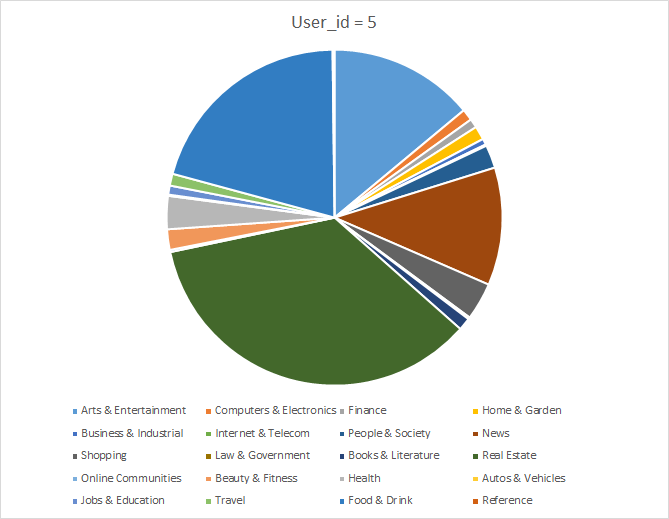 User_id = 5
Arts & Entertainment Computers & Electronics Finance Home & Garden
Business & Industrial Internet & Telecom People & Society News
Shopping Law & Government Books & Literature Real Estate
Online Communities Beauty & Fitness Health Autos & Vehicles
Jobs & Education Travel Food & Drink Reference